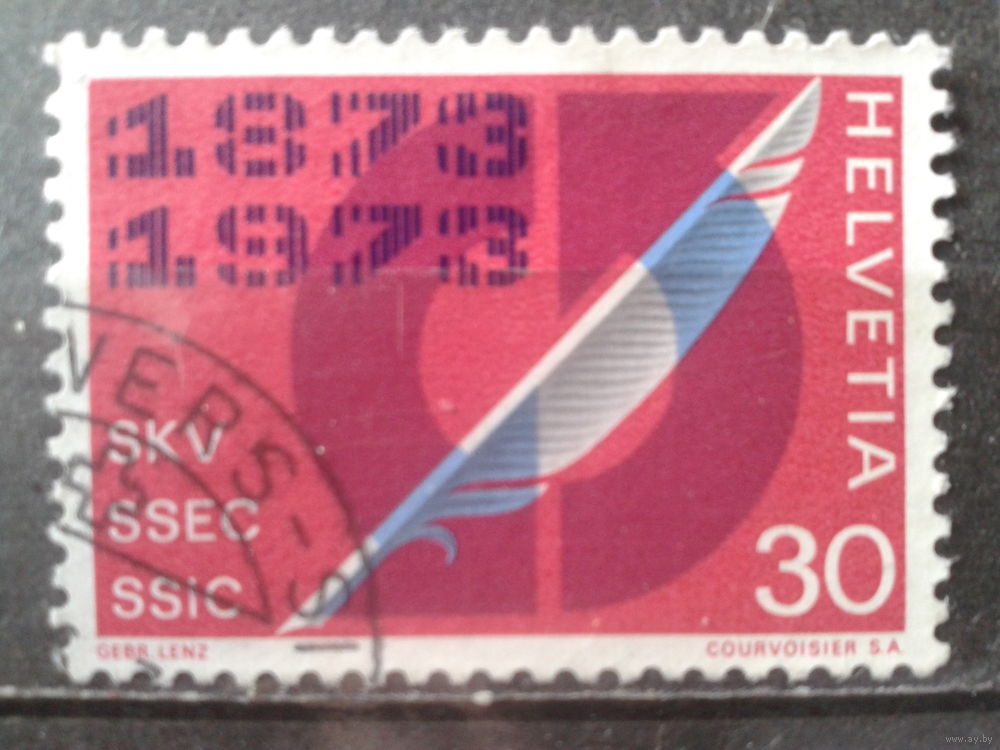 1873
1973
HELVETIA
SKV
SSEC
SSIC
30
GEBR. LENZ
COURVOISIER S.A.
VERS-S
www.ay.by